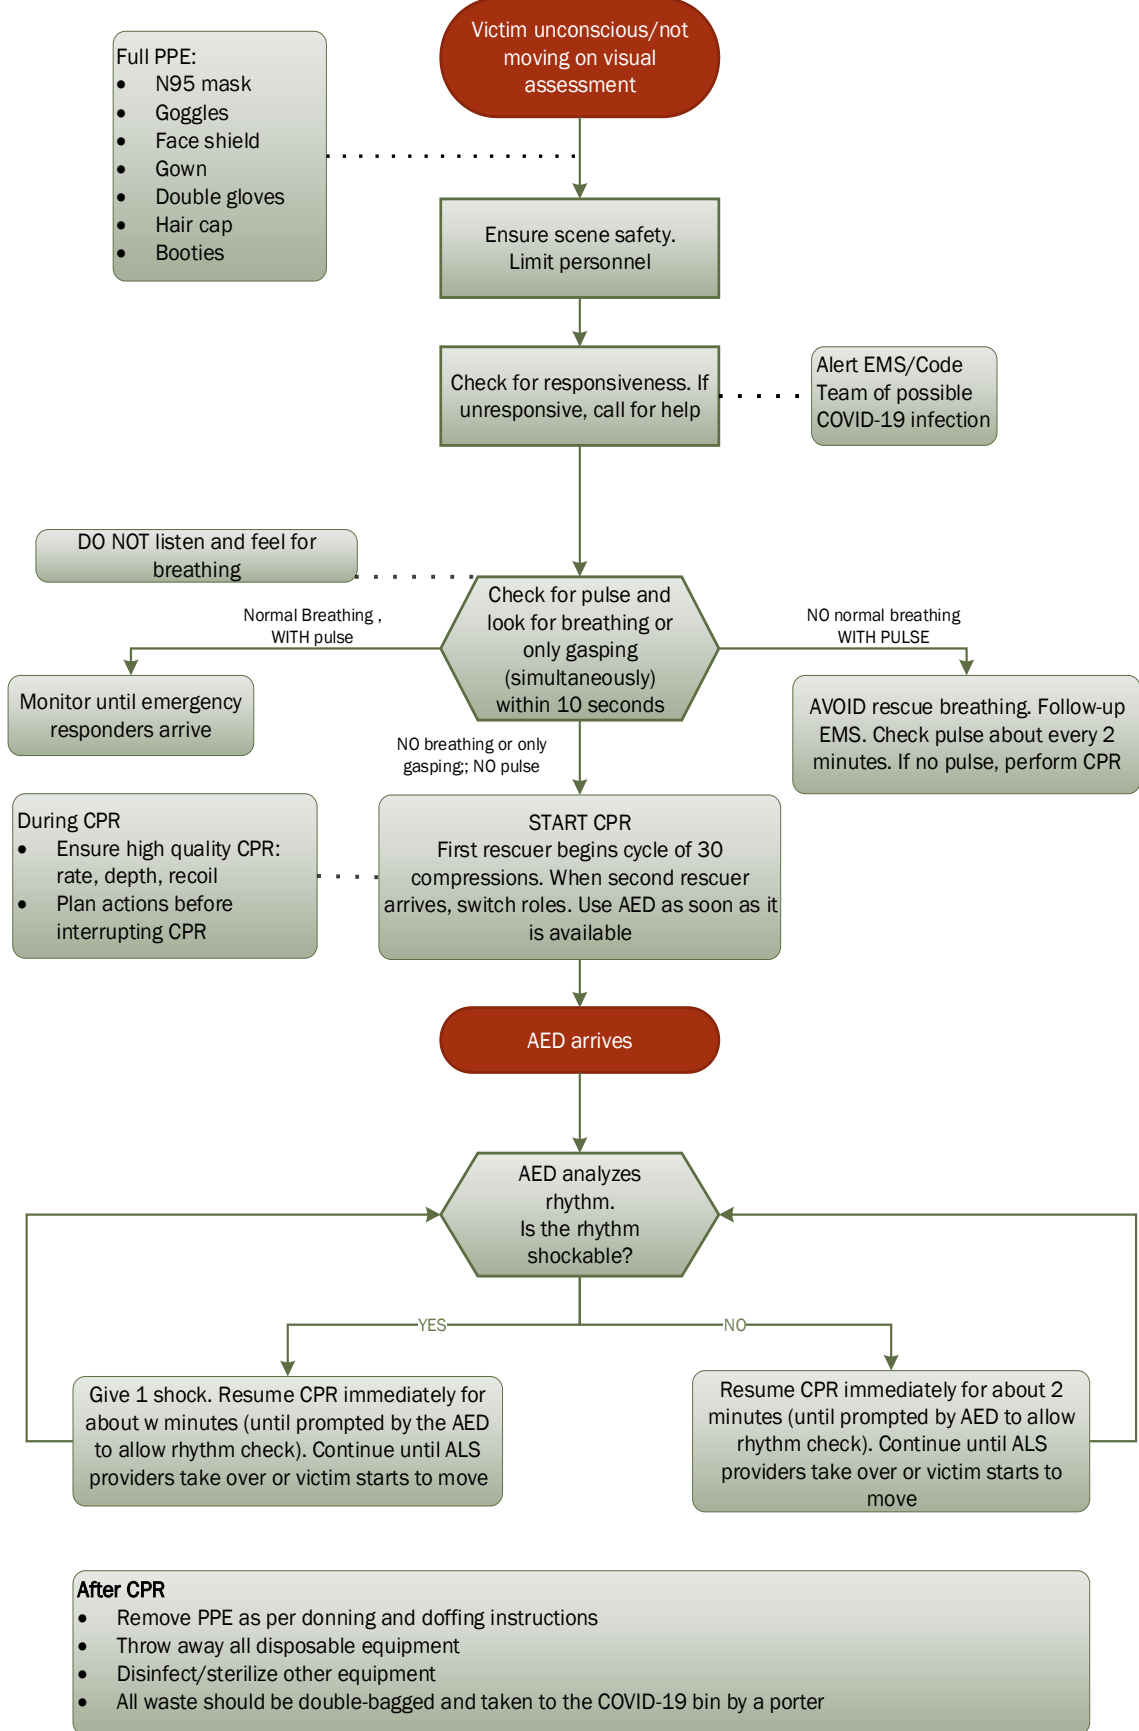 Victim unconscious/not
moving on visual
assessment
Full PPE:
• N95 mask
• Goggles
• Face shield
• Gown
• Double gloves
• Hair cap
• Booties
Ensure scene safety.
Limit personnel
Check for responsiveness. If
unresponsive, call for help
Alert EMS/Code
Team of possible
COVID-19 infection
DO NOT listen and feel for
breathing
Check for pulse and
look for breathing or
only gasping
(simultaneously)
within 10 seconds
Normal Breathing ,
WITH pulse
NO normal breathing
WITH PULSE
Monitor until emergency
responders arrive
AVOID rescue breathing. Follow-up
EMS. Check pulse about every 2
minutes. If no pulse, perform CPR
NO breathing or only
gasping;; NO pulse
During CPR
• Ensure high quality CPR:
rate, depth, recoil
• Plan actions before
interrupting CPR
START CPR
First rescuer begins cycle of 30
compressions. When second rescuer
arrives, switch roles. Use AED as soon as it
is available
AED arrives
AED analyzes
rhythm.
Is the rhythm
shockable?
YES
NO
Give 1 shock. Resume CPR immediately for
about w minutes (until prompted by the AED
to allow rhythm check). Continue until ALS
providers take over or victim starts to move
Resume CPR immediately for about 2
minutes (until prompted by AED to allow
rhythm check). Continue until ALS
providers take over or victim starts to
move
After CPR
• Remove PPE as per donning and doffing instructions
• Throw away all disposable equipment
• Disinfect/sterilize other equipment
• All waste should be double-bagged and taken to the COVID-19 bin by a porter